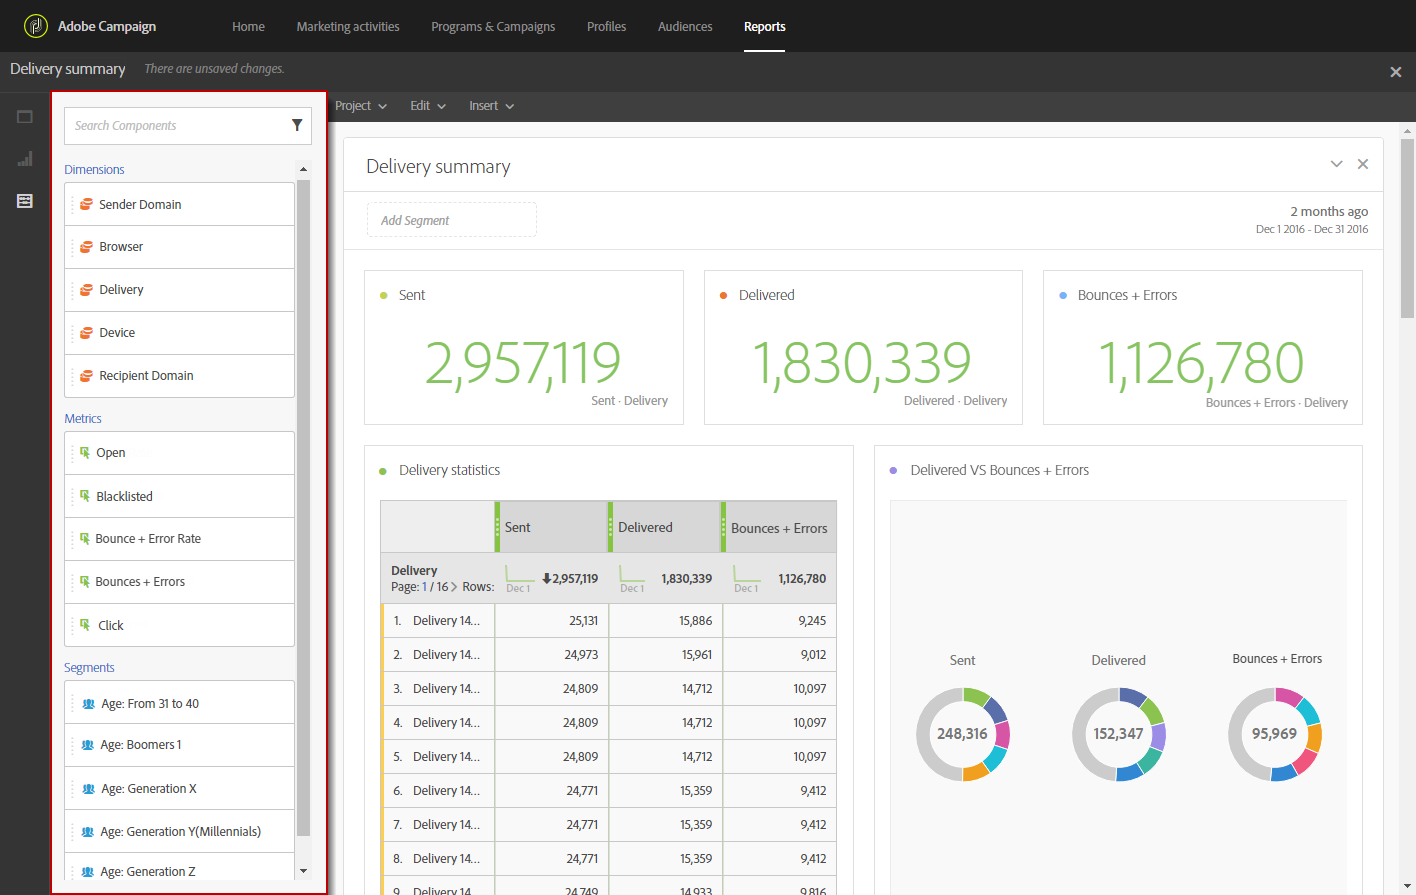 Adobe Campaign
Home
Marketing activities
Programs & Campaigns
Profiles
Audiences
Reports
Delivery summary
There are unsaved changes.
Project
Edit
Insert
Search Components
Dimensions
Sender Domain
Browser
Delivery
Device
Recipient Domain
Metrics
Open
Blacklisted
Bounce + Error Rate
Bounces + Errors
Click
Segments
Age: From 31 to 40
Age: Boomers 1
Age: Generation X
Age: Generation Y(Millennials)
Age: Generation Z
Delivery summary
Add Segment
2 months ago
Dec 1 2016 - Dec 31 2016
Sent
2,957,119
Sent · Delivery
Delivered
1,830,339
Delivered · Delivery
Bounces + Errors
1,126,780
Bounces + Errors · Delivery
Delivery statistics
Sent Delivered Bounces + Errors
Delivery
Page: 1 / 16 > Rows:
Dec 1 2,957,119 Dec 1 1,830,339 Dec 1 1,126,780
1. Delivery 14... 25,131 15,886 9,245
2. Delivery 14... 24,973 15,961 9,012
3. Delivery 14... 24,809 14,712 10,097
4. Delivery 14... 24,809 14,712 10,097
5. Delivery 14... 24,809 14,712 10,097
6. Delivery 14... 24,771 15,359 9,412
7. Delivery 14... 24,771 15,359 9,412
8. Delivery 14... 24,771 15,359 9,412
9. Delivery 14... 24,749 14,933 9,816
Delivered VS Bounces + Errors
Sent
248,316
Delivered
152,347
Bounces + Errors
95,969